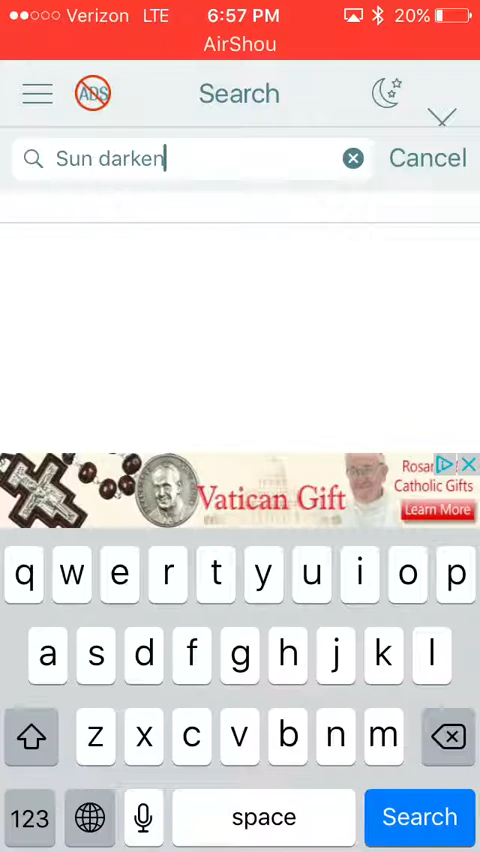 Verizon LTE 6:57 PM 20%
AirShou
ADS Search
Sun darken Cancel
Vatican Gift
Catholic Gifts
Learn More
q w e r t y u i o p
a s d f g h j k l
z x c v b n m
123 space Search